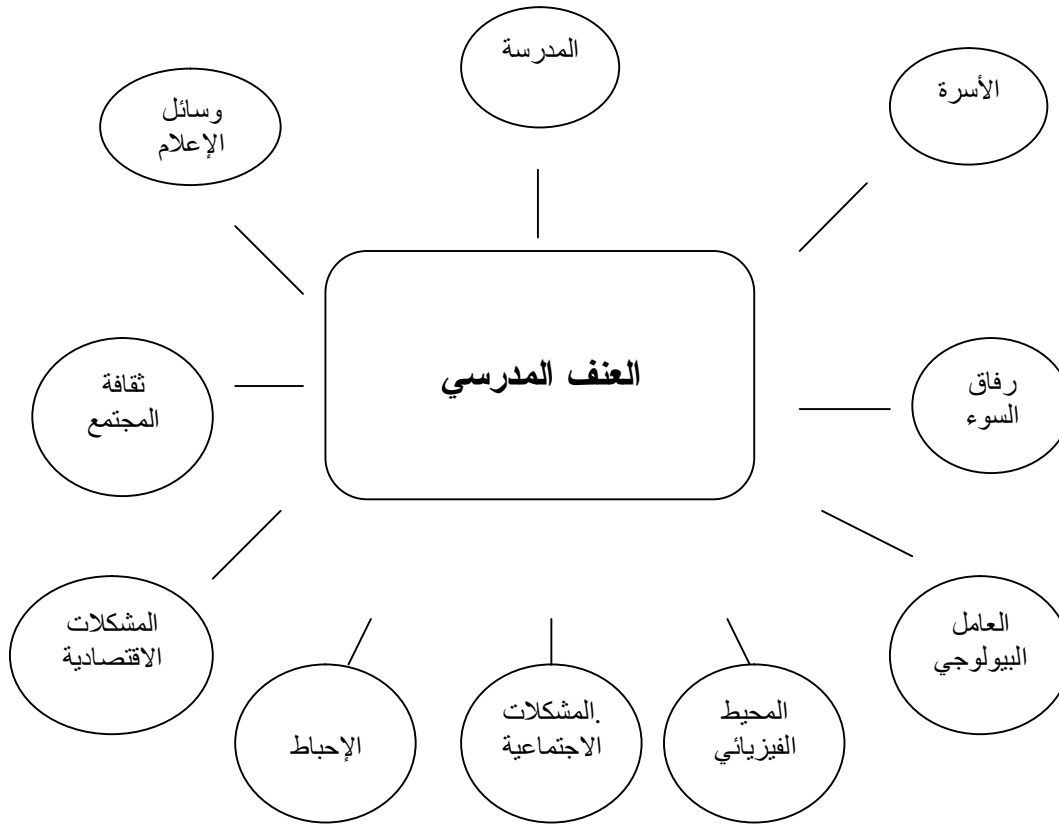 المدرسة
الأسرة
وسائل
الإعلام
العنف المدرسي
رفاق
السوء
ثقافة
المجتمع
العامل
البيولوجي
المشكلات
الاقتصادية
المحيط
الفيزيائي
.المشكلات
الاجتماعية
الإحباط